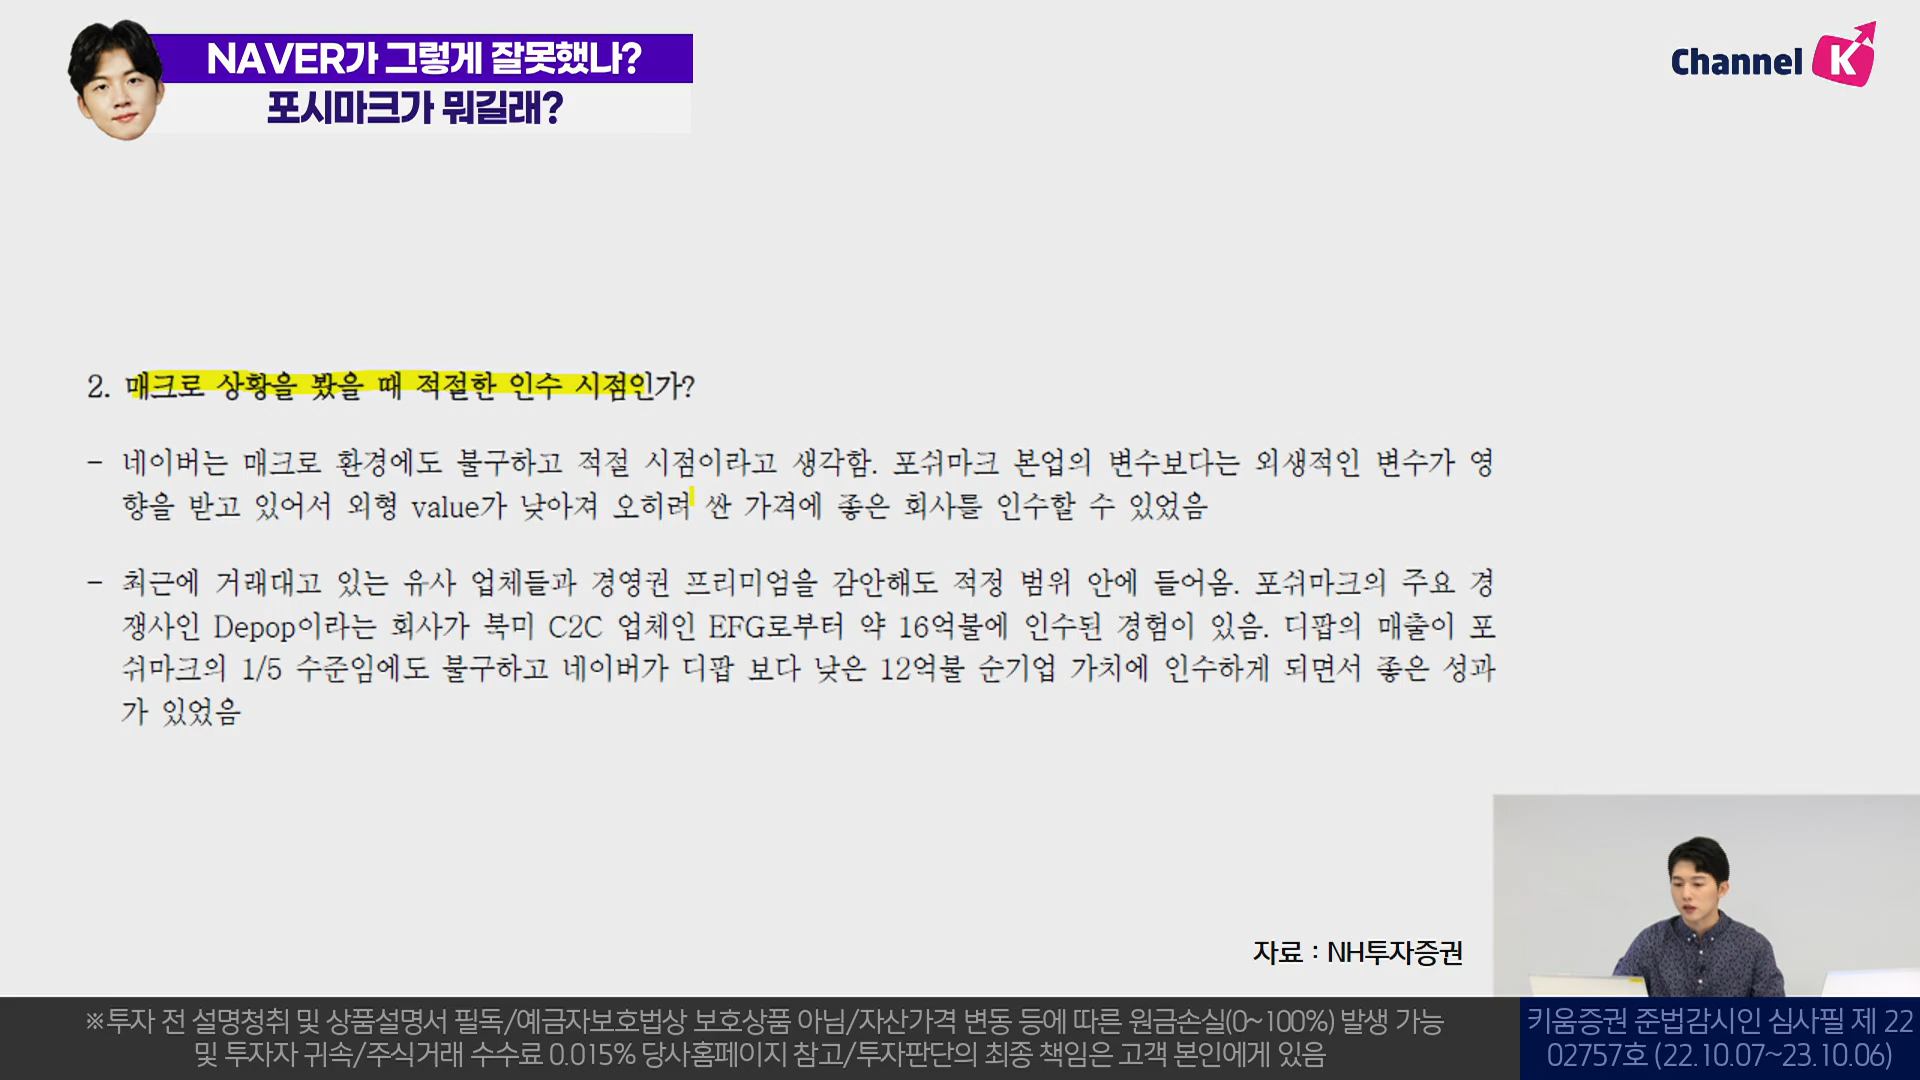 NAVER가 그렇게 잘못했나?
포시마크가 뭐길래?
Channel K
2. 매크로 상황을 봤을 때 적절한 인수 시점인가?
- 네이버는 매크로 환경에도 불구하고 적절 시점이라고 생각함. 포쉬마크 본업의 변수보다는 외생적인 변수가 영
향을 받고 있어서 외형 value가 낮아져 오히려 싼 가격에 좋은 회사를 인수할 수 있었음
- 최근에 거래대고 있는 유사 업체들과 경영권 프리미엄을 감안해도 적정 범위 안에 들어옴. 포쉬마크의 주요 경
쟁사인 Depop이라는 회사가 북미 C2C 업체인 EFG로부터 약 16억불에 인수된 경험이 있음. 디팝의 매출이 포
쉬마크의 1/5 수준임에도 불구하고 네이버가 디팝 보다 낮은 12억불 순기업 가치에 인수하게 되면서 좋은 성과
가 있었음
자료 : NH투자증권
※투자 전 설명청취 및 상품설명서 필독/예금자보호법상 보호상품 아님/자산가격 변동 등에 따른 원금손실(0~100%) 발생 가능
및 투자자 귀속/주식거래 수수료 0.015% 당사홈페이지 참고/투자판단의 최종 책임은 고객 본인에게 있음
키움증권 준법감시인 심사필 제 22
02757호 (22.10.07~23.10.06)